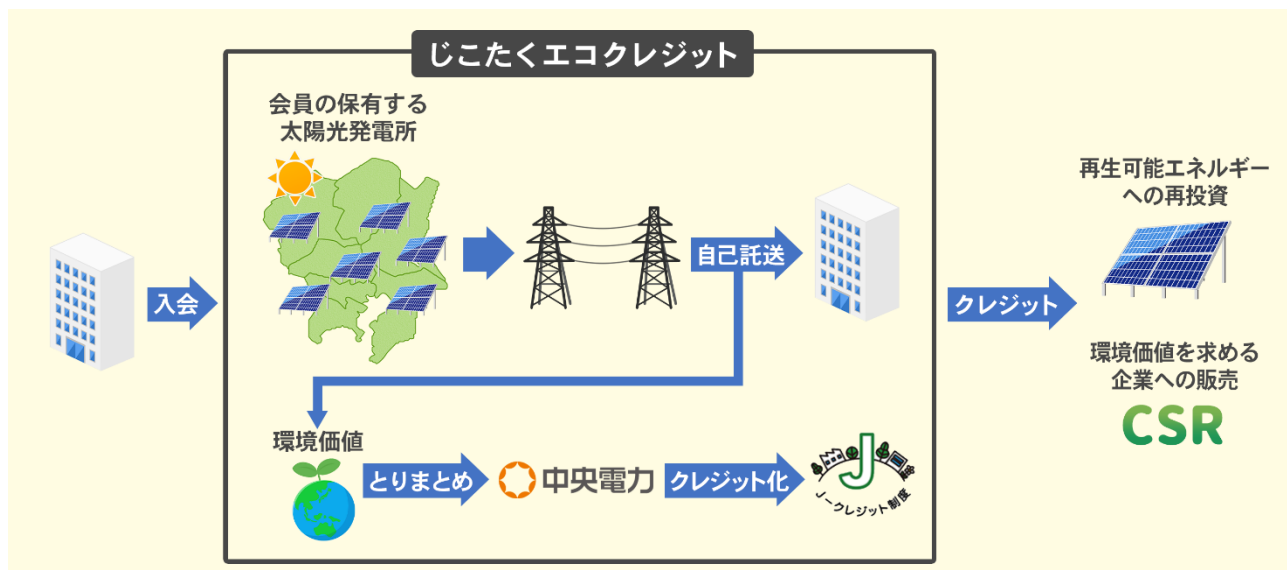 じこたくエコクレジット
会員の保有する
太陽光発電所
入会
自己託送
環境価値
とりまとめ
中央電力
クレジット化
J
J-クレジット制度
クレジット
再生可能エネルギー
への再投資
環境価値を求める
企業への販売
CSR